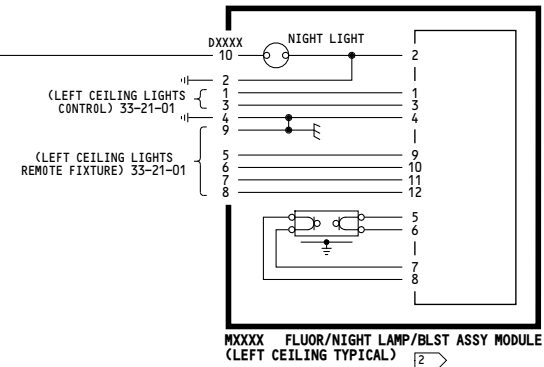 DXXXX
NIGHT LIGHT
10 2
2
(LEFT CEILING LIGHTS 1 1
CONTROL) 33-21-01 3 3
4 4
9
(LEFT CEILING LIGHTS 5 9
REMOTE FIXTURE) 33-21-01 6 10
7 11
8 12
5
6
7
8
MXXXX FLUOR/NIGHT LAMP/BLST ASSY MODULE
(LEFT CEILING TYPICAL) 2